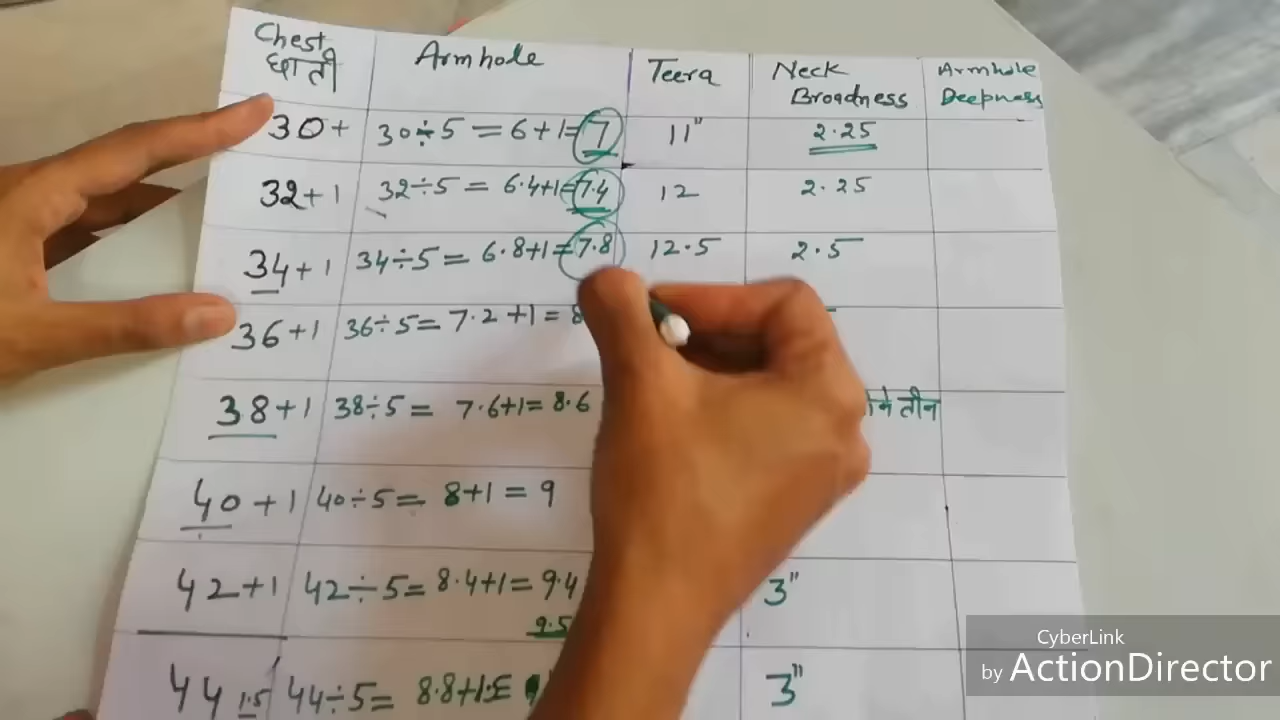 Chest Armhole Teera Neck Armhole
छाती Broadness Deepness
30+ 30÷5 = 6+1= 7 11" 2.25
32+1 32÷5 = 6.4+1= 7.4 12 2.25
34+1 34÷5 = 6.8+1= 7.8 12.5 2.5
36+1 36÷5= 7.2 +1= 8
38+1 38÷5= 7.6+1= 8.6 तीन
40+1 40÷5= 8+1 = 9
42+1 42÷5= 8.4+1= 9.4 3"
9.5
44 1.5 44÷5= 8.8+1.5 3"
CyberLink
by ActionDirector